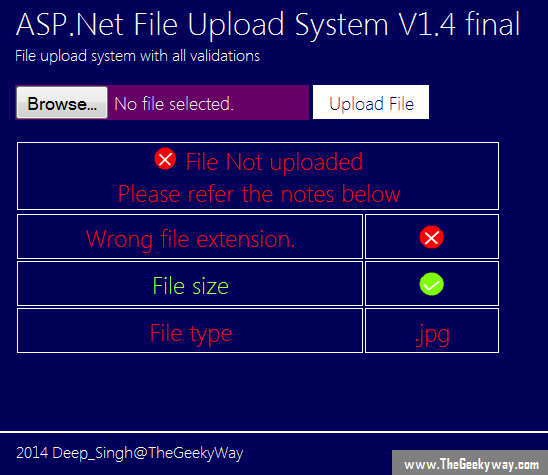 ASP.Net File Upload System V1.4 final
File upload system with all validations
Browse... No file selected. Upload File
File Not uploaded
Please refer the notes below
Wrong file extension.
File size
File type .jpg
2014 Deep_Singh@TheGeekyWay
www.TheGeekyway.com